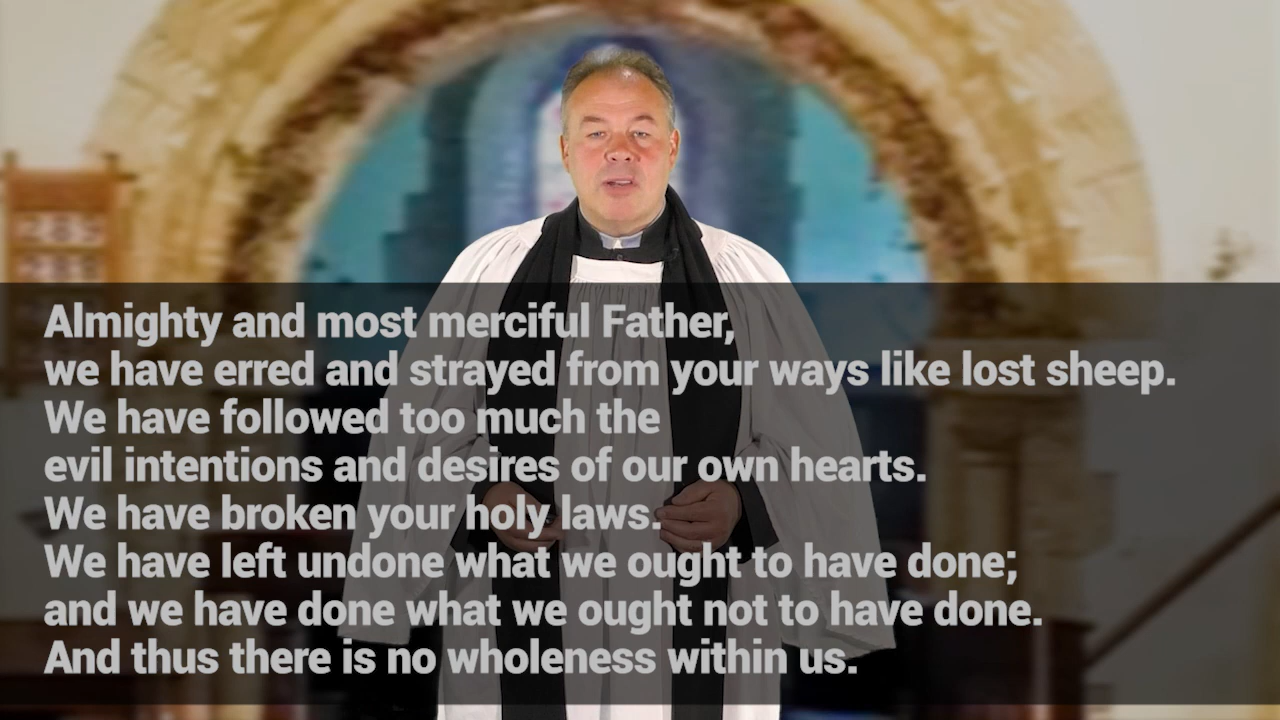 Almighty and most merciful Father,
we have erred and strayed from your ways like lost sheep.
We have followed too much the
evil intentions and desires of our own hearts.
We have broken your holy laws.
We have left undone what we ought to have done;
and we have done what we ought not to have done.
And thus there is no wholeness within us.